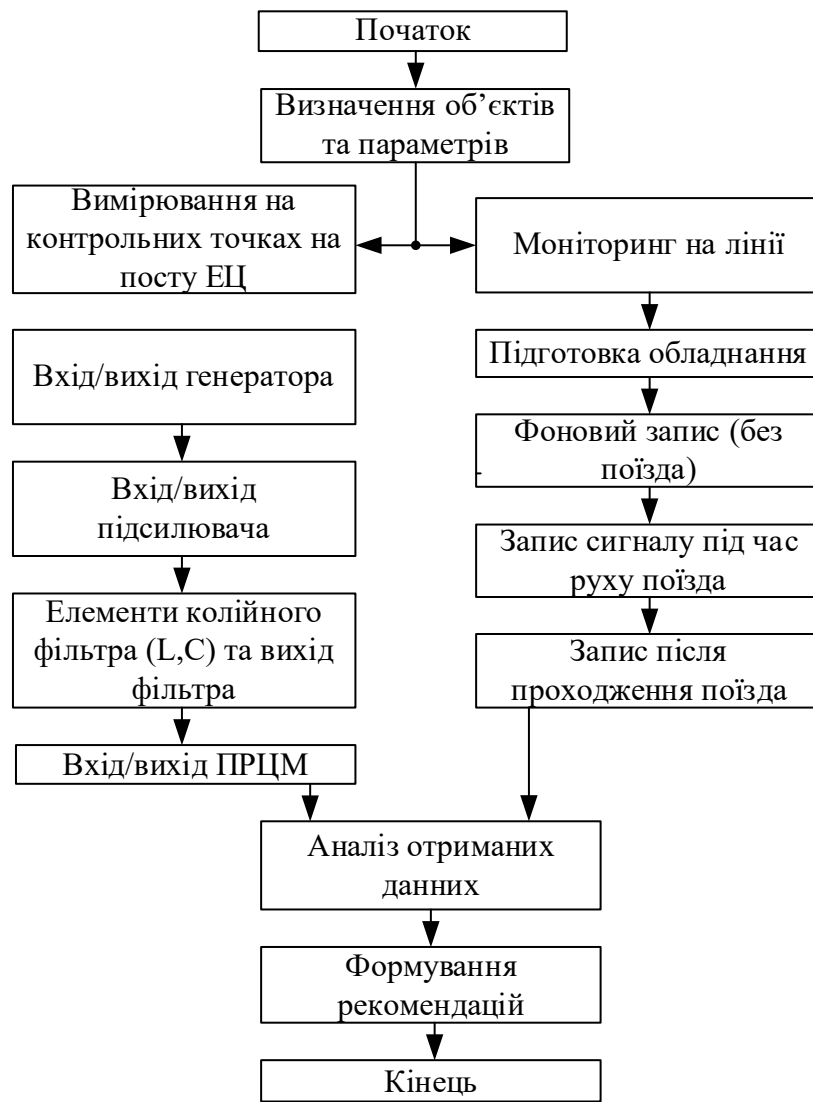 Початок
Визначення об’єктів
та параметрів
Вимірювання на
контрольних точках на
посту ЕЦ
Моніторинг на лінії
Вхід/вихід генератора
Підготовка обладнання
Вхід/вихід
підсилювача
Фоновий запис (без
поїзда)
Елементи колійного
фільтра (L,C) та вихід
фільтра
Запис сигналу під час
руху поїзда
Вхід/вихід ПРЦМ
Запис після
проходження поїзда
Аналіз отриманих
данних
Формування
рекомендацій
Кінець